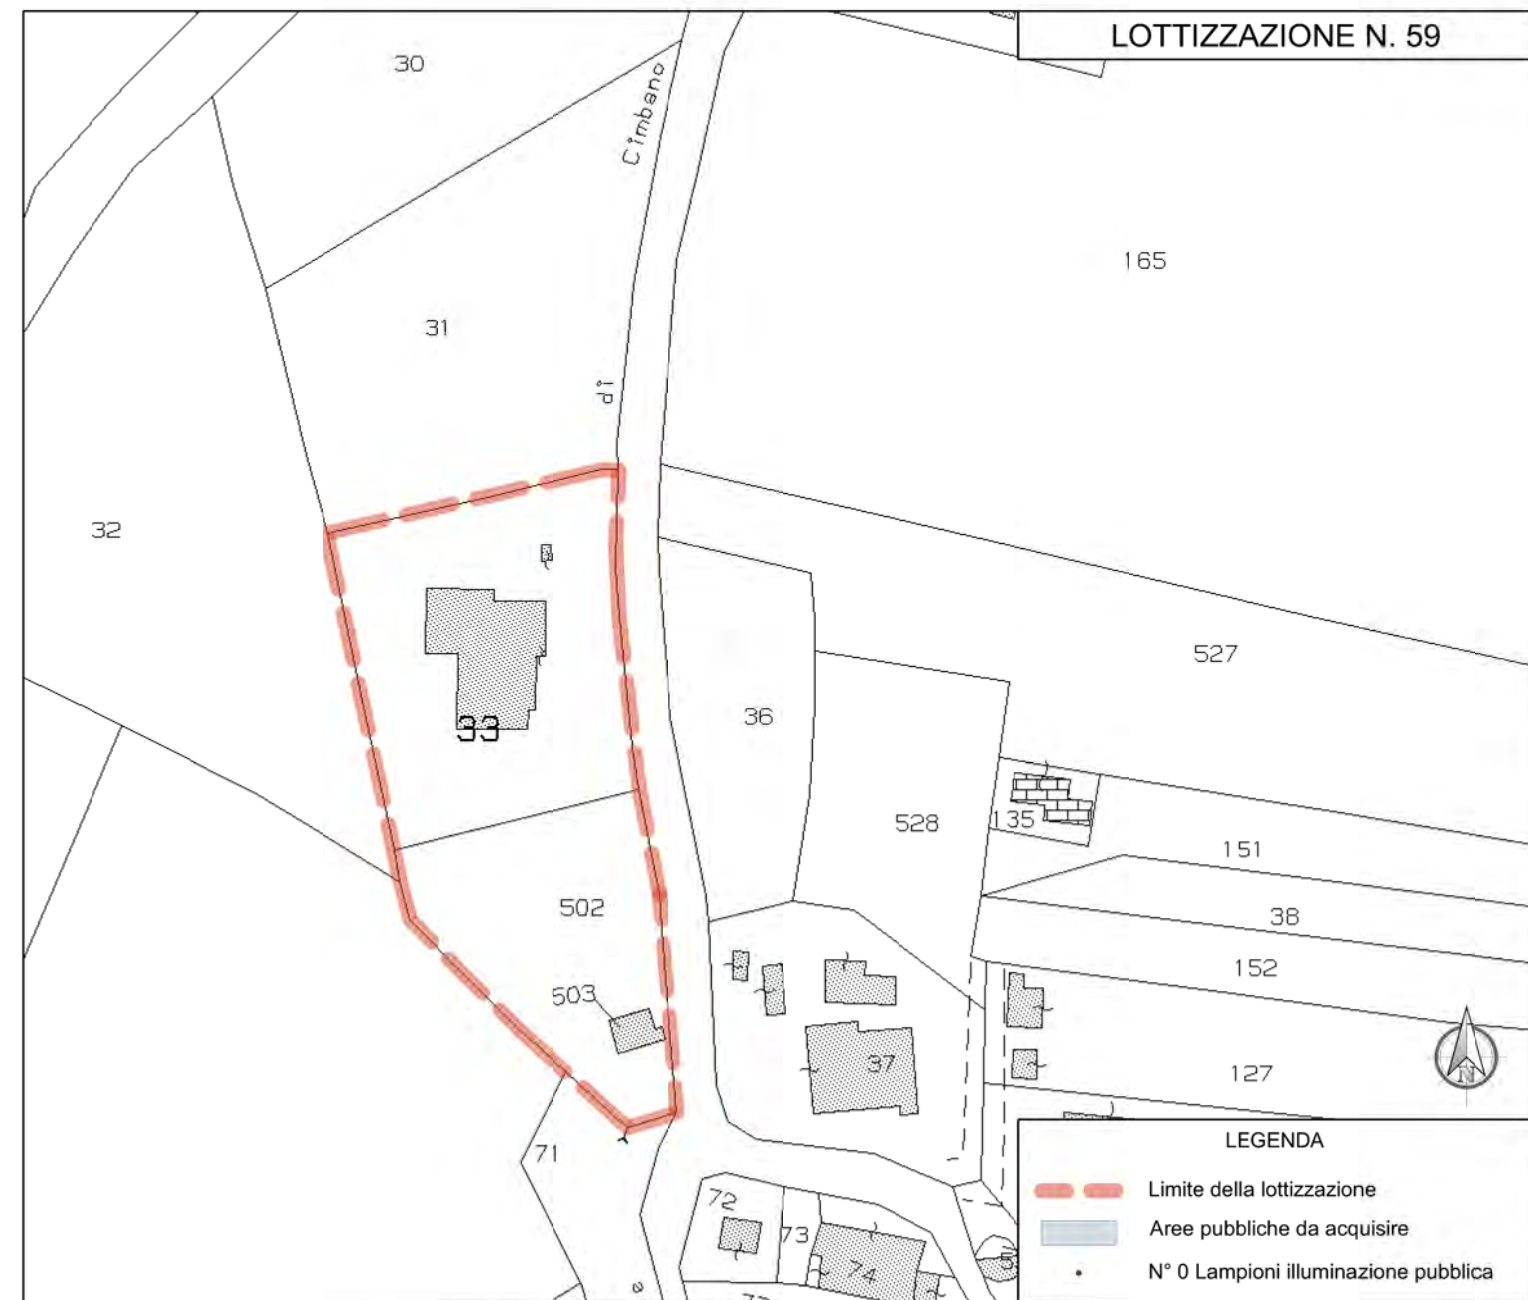 LOTTIZZAZIONE N. 59
30
Cimbano
165
31
di
32
527
36
33
528
135
151
502
38
152
503
37
127
N
71
72
73
74
LEGENDA
Limite della lottizzazione
Aree pubbliche da acquisire
N° 0 Lampioni illuminazione pubblica